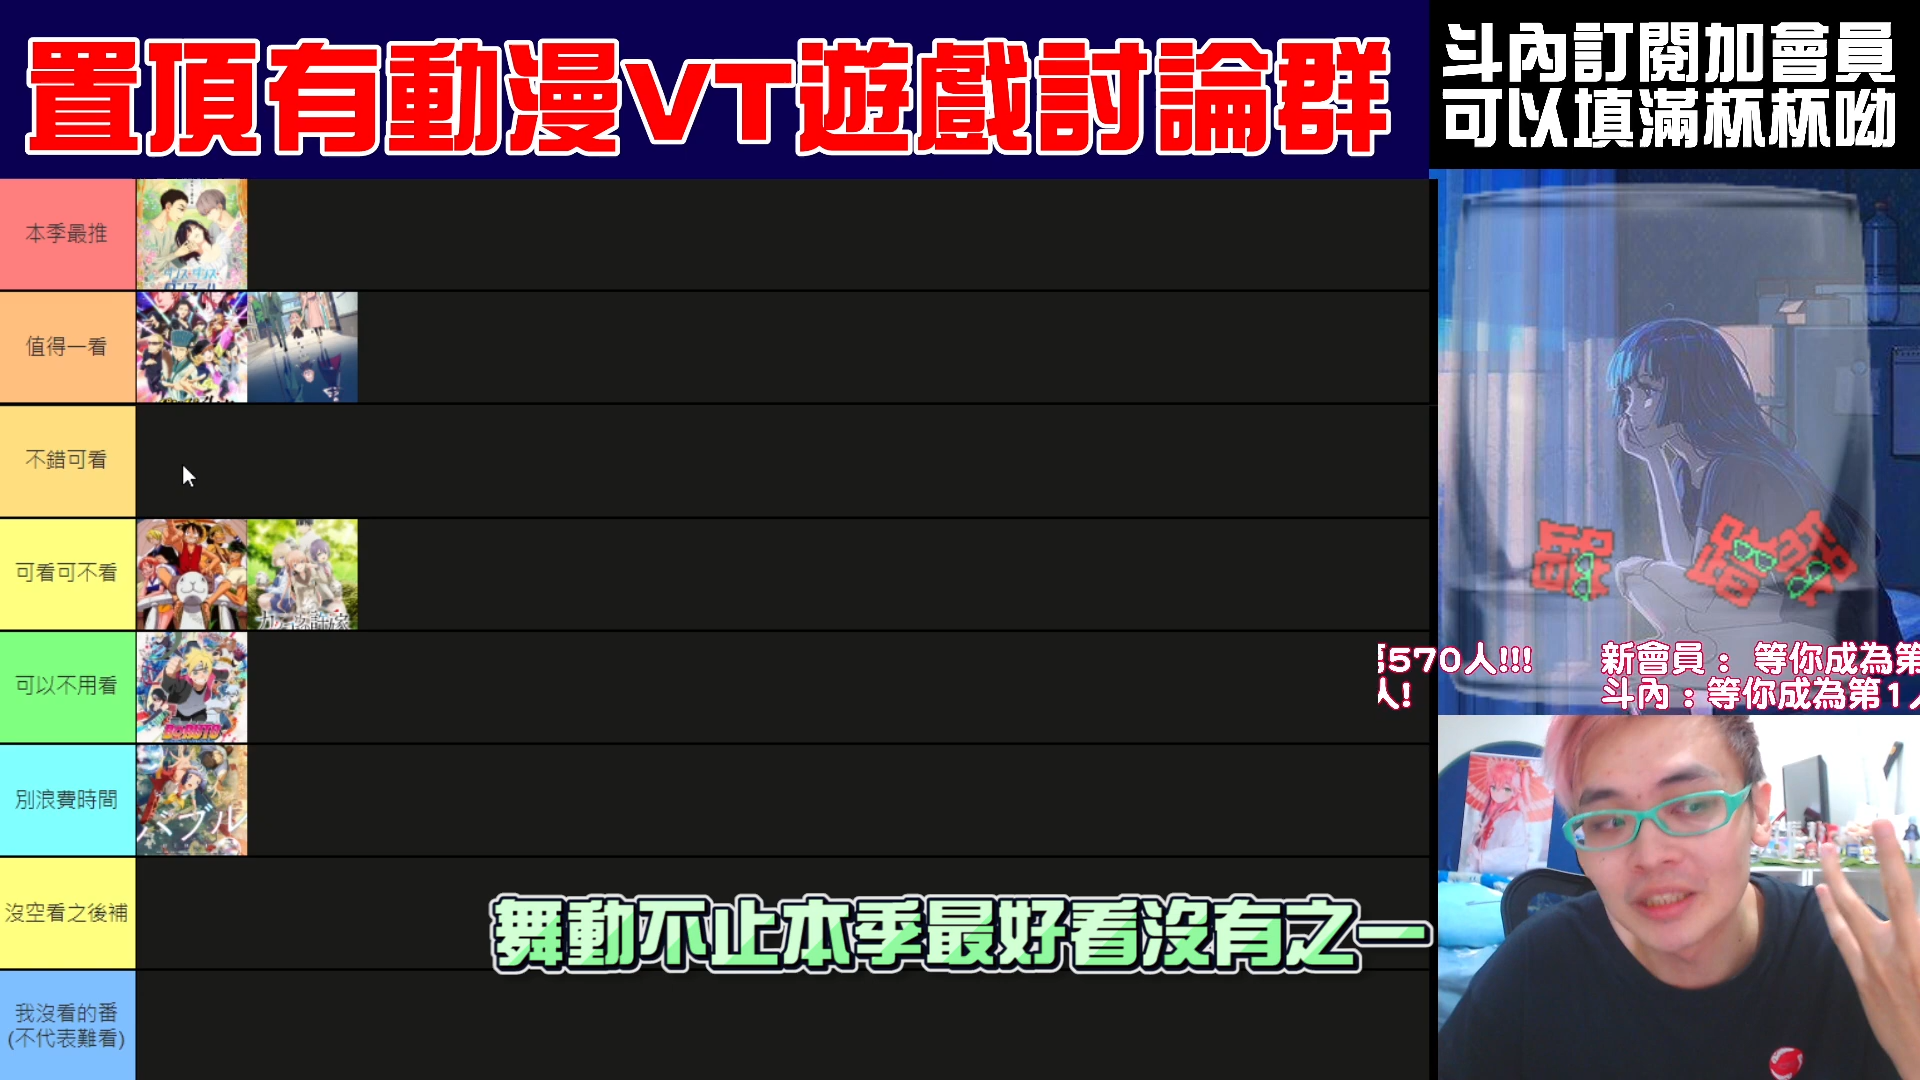 置頂有動漫VT遊戲討論群
斗內訂閱加會員
可以填滿杯杯呦
本季最推
值得一看
不錯可看
可看可不看
可以不用看
BORUTO
別浪費時間
バブル
沒空看之後補
我沒看的番
(不代表難看)
570人!!!
新會員：等你成為第
人!
斗內：等你成為第1人
舞動不止本季最好看沒有之一